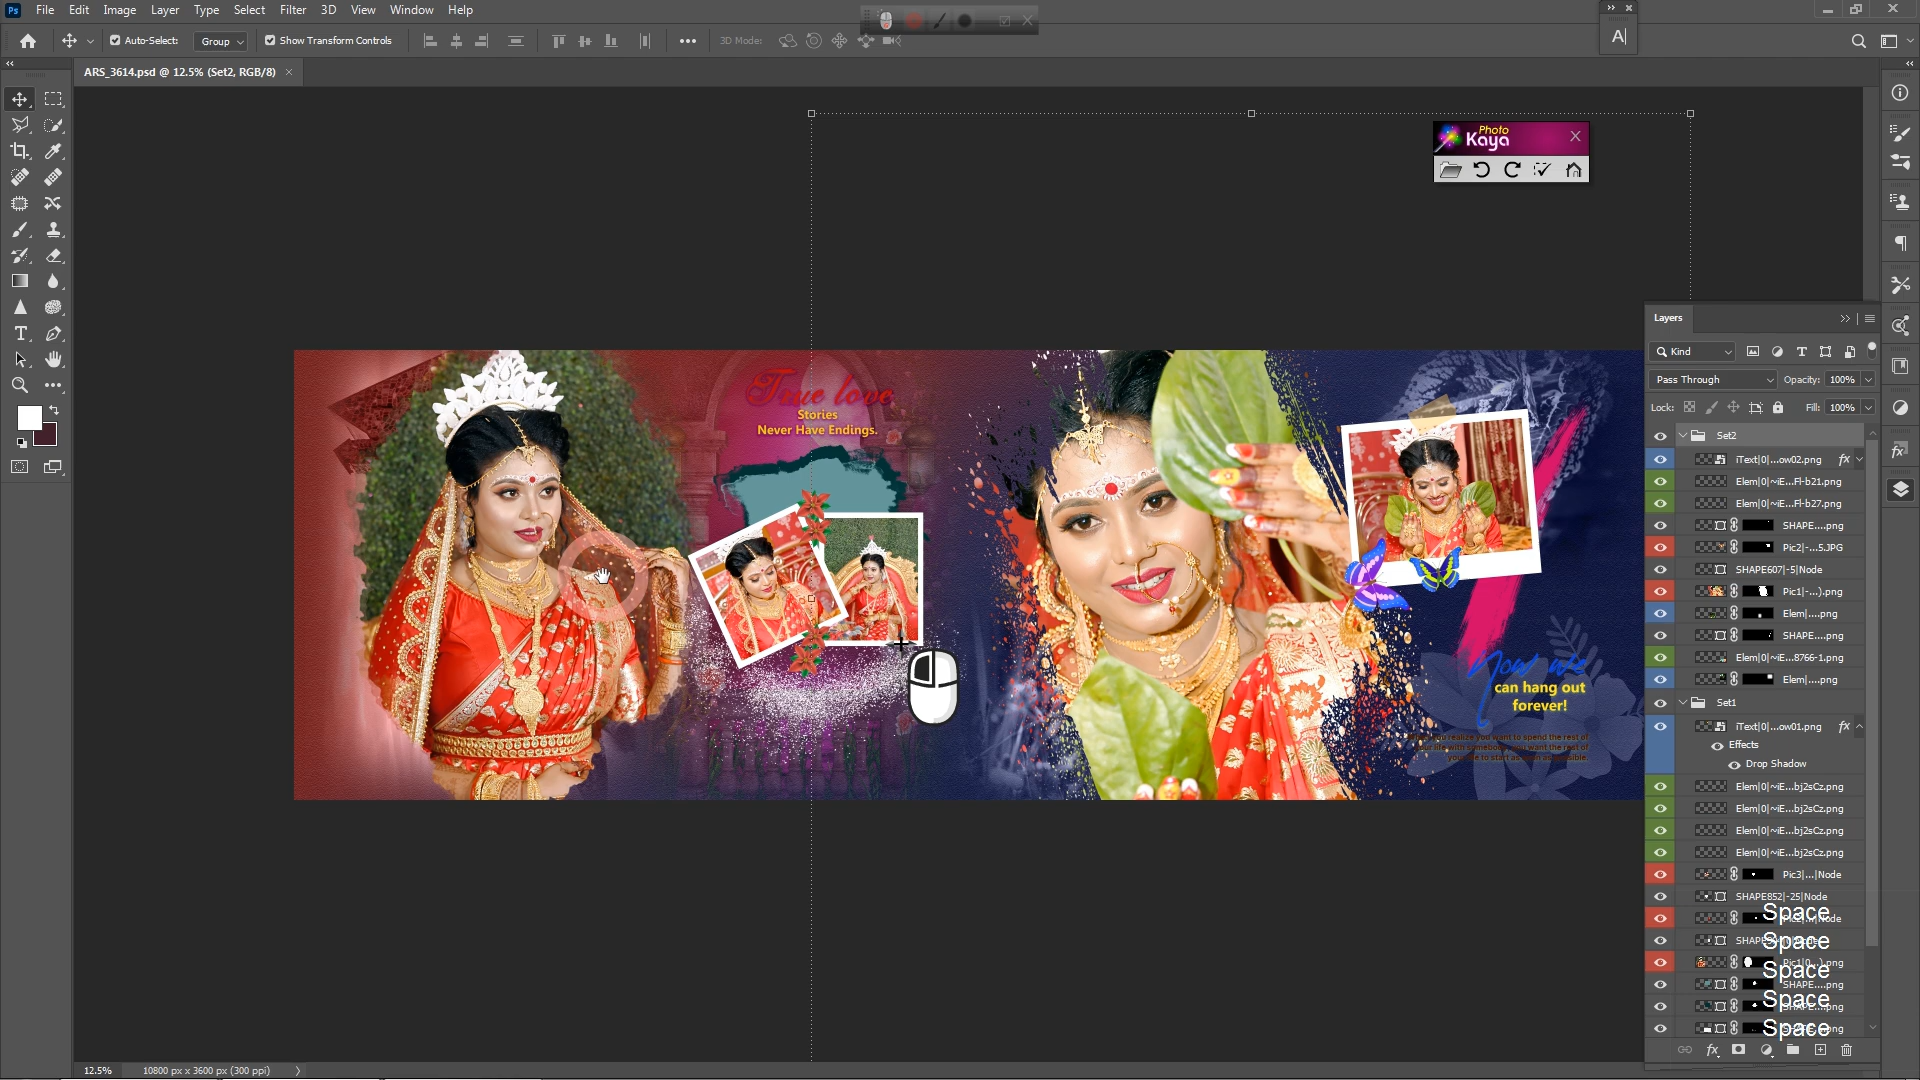 Ps File Edit Image Layer Type Select Filter 3D View Window Help
Auto-Select: Group Show Transform Controls 3D Mode:
A
ARS_3614.psd @ 12.5% (Set2, RGB/8)
Photo
Kaya
True love
Stories
Never Have Endings.
Now we
can hang out
forever!
Layers
Kind
Pass Through Opacity: 100%
Lock: Fill: 100%
Set2
iText|0|...ow02.png fx
Elem|0|~iE...Fl-b21.png
Elem|0|~iE...Fl-b27.png
SHAPE....png
Pic2|-...5.JPG
SHAPE607|-5|Node
Pic1|-...).png
Elem|....png
SHAPE....png
Elem|0|~iE...8766-1.png
Elem|....png
Set1
iText|0|...ow01.png fx
Effects
Drop Shadow
Elem|0|~iE...bj2sCz.png
Elem|0|~iE...bj2sCz.png
Elem|0|~iE...bj2sCz.png
Elem|0|~iE...bj2sCz.png
Pic3|...|Node
SHAPE852|-25|Node
Space
Space
Space
Space
Space
12.5% 10800 px x 3600 px (300 ppi)